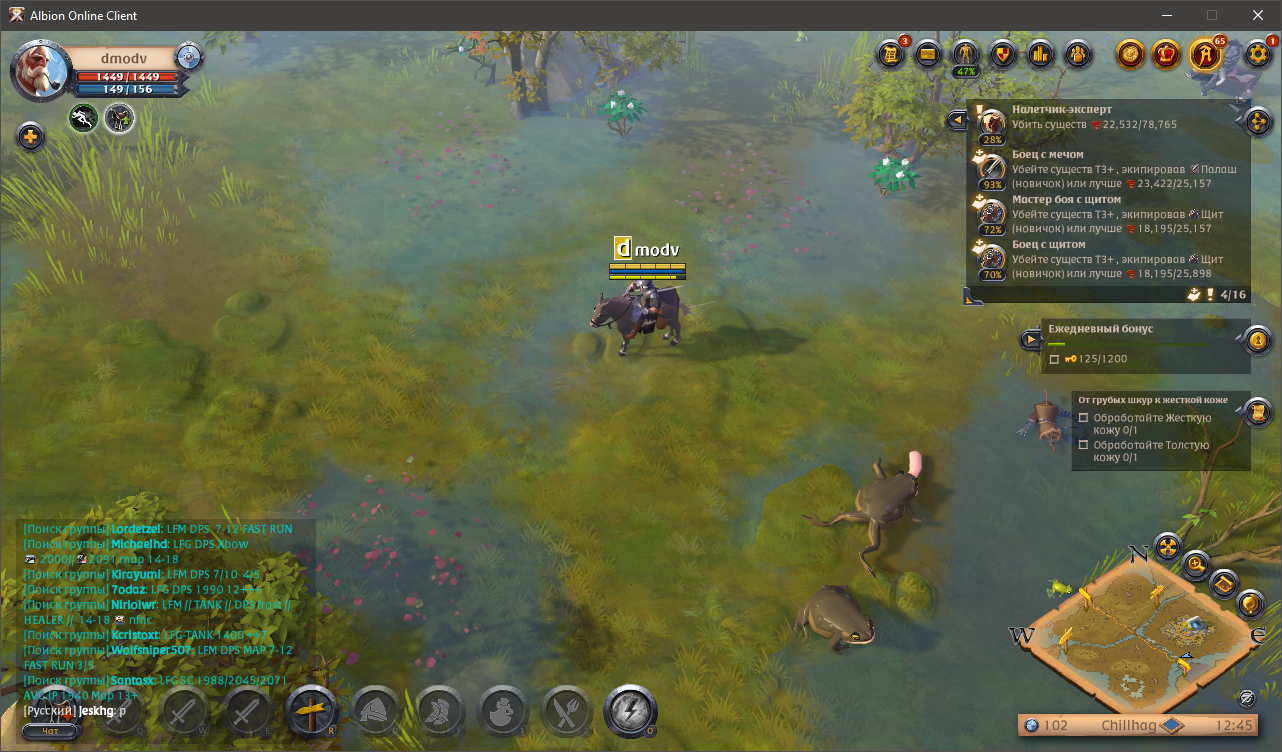 Albion Online Client
dmodv
1449 / 1449
149 / 156
3
47%
65
1
Налетчик-эксперт
Убить существ 22,532/78,765
28%
Боец с мечом
Убейте существ T3+ , экипировав Палаш
(новичок) или лучше 23,422/25,157
93%
Мастер боя с щитом
Убейте существ T3+ , экипировав Щит
(новичок) или лучше 18,195/25,157
72%
Боец с щитом
Убейте существ T3+ , экипировав Щит
(новичок) или лучше 18,195/25,898
70%
4/16
d modv
Ежедневный бонус
125/1200
От грубых шкур к жесткой коже
Обработайте Жесткую
кожу 0/1
Обработайте Толстую
кожу 0/1
[Поиск группы] Lordetzel: LFM DPS 7-12 FAST RUN
[Поиск группы] Michaelhd: LFG DPS Xbow
2000// 2091 map 14-18
[Поиск группы] Kirayumi: LFM DPS 7/10 4/5
[Поиск группы] 7odaz: LFG DPS 1990 12+++
[Поиск группы] Niriolwr: LFM // TANK // DPS frost //
HEALER // 14-18
[Поиск группы] Kcristoxt: LFG TANK 1400 ++7
[Поиск группы] Wolfsniper507: LFM DPS MAP 7-12
FAST RUN 3/5
[Поиск группы] Santosx: LFG SC 1988/2045/2071
AVG IP 1940 Map 13+
[Русский] jeskhg: p
Чат
Q
W
E
R
D
F
1
2
O
N
W
E
102
Chillhag
12:45